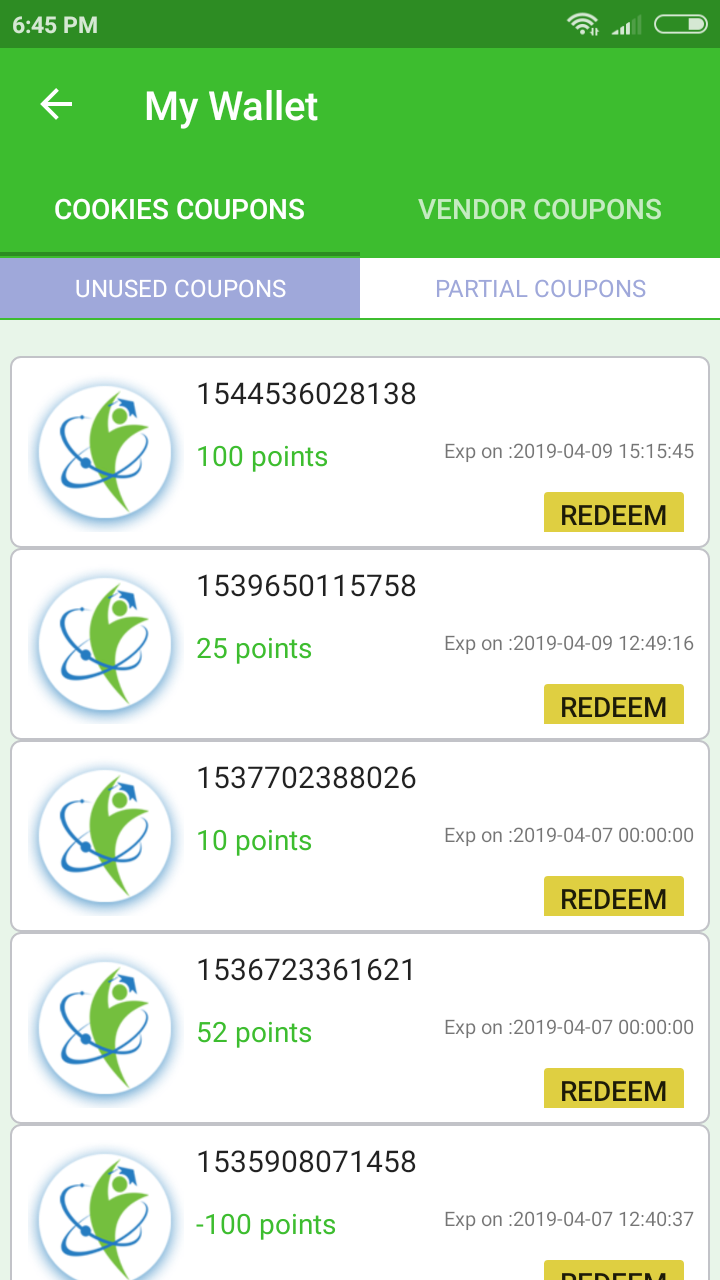 6:45 PM
My Wallet
COOKIES COUPONS
VENDOR COUPONS
UNUSED COUPONS
PARTIAL COUPONS
1544536028138
100 points
Exp on :2019-04-09 15:15:45
REDEEM
1539650115758
25 points
Exp on :2019-04-09 12:49:16
REDEEM
1537702388026
10 points
Exp on :2019-04-07 00:00:00
REDEEM
1536723361621
52 points
Exp on :2019-04-07 00:00:00
REDEEM
1535908071458
-100 points
Exp on :2019-04-07 12:40:37
REDEEM